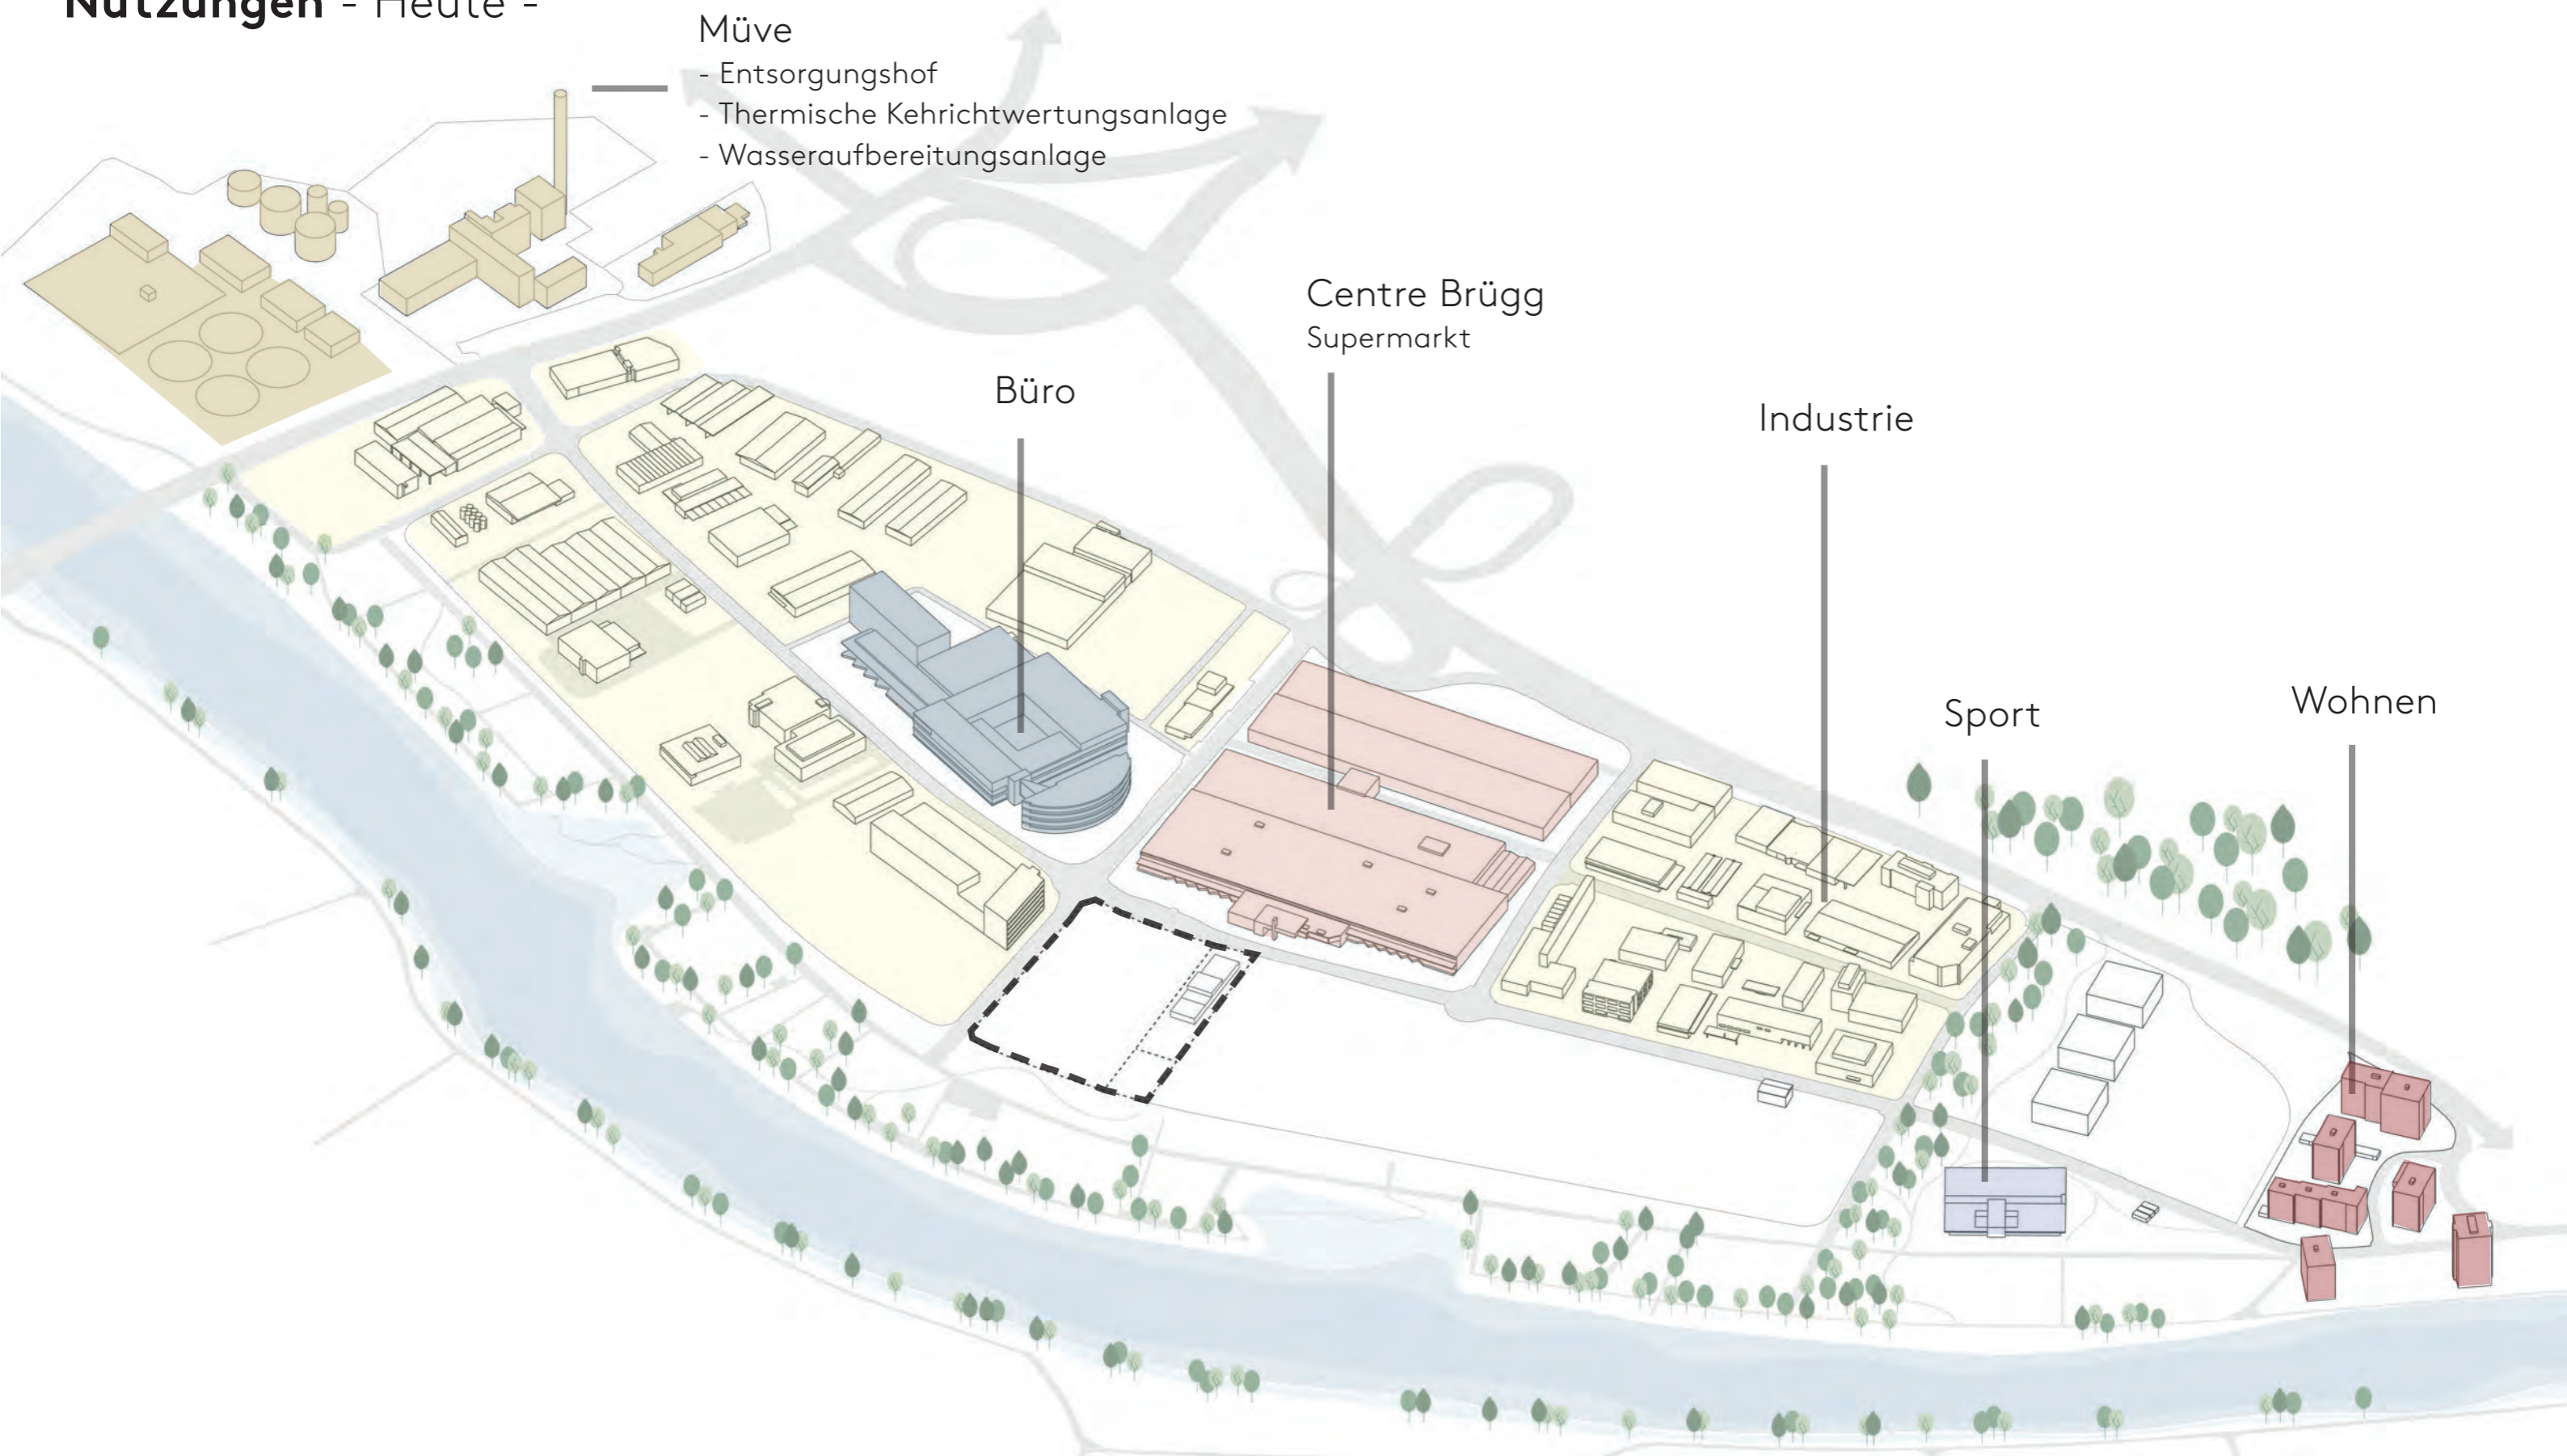 Nutzungen - Heute -
Müve
- Entsorgungshof
- Thermische Kehrichtwertungsanlage
- Wasseraufbereitungsanlage
Centre Brügg
Supermarkt
Büro
Industrie
Sport
Wohnen